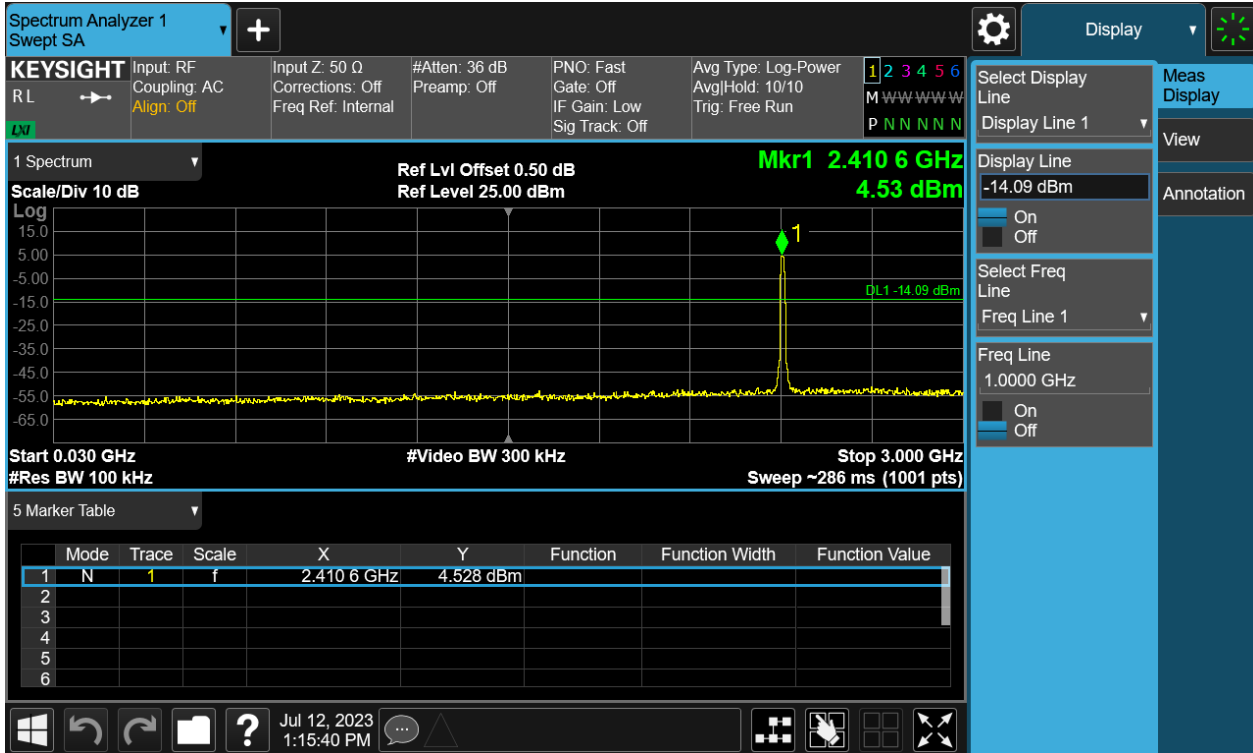 Spectrum Analyzer 1
Swept SA
+
Display
KEYSIGHT
RL
LXI
Input: RF
Coupling: AC
Align: Off
Input Z: 50 Ω
Corrections: Off
Freq Ref: Internal
#Atten: 36 dB
Preamp: Off
PNO: Fast
Gate: Off
IF Gain: Low
Sig Track: Off
Avg Type: Log-Power
Avg|Hold: 10/10
Trig: Free Run
1 2 3 4 5 6
M W W W W W
P N N N N N
1 Spectrum
Scale/Div 10 dB
Ref Lvl Offset 0.50 dB
Ref Level 25.00 dBm
Mkr1 2.410 6 GHz
4.53 dBm
Log
15.0
5.00
-5.00
-15.0
-25.0
-35.0
-45.0
-55.0
-65.0
1
DL1 -14.09 dBm
Start 0.030 GHz
#Video BW 300 kHz
Stop 3.000 GHz
#Res BW 100 kHz
Sweep ~286 ms (1001 pts)
5 Marker Table
Mode Trace Scale X Y Function Function Width Function Value
1 N 1 f 2.410 6 GHz 4.528 dBm
2
3
4
5
6
Select Display
Line
Display Line 1
Display Line
-14.09 dBm
On
Off
Select Freq
Line
Freq Line 1
Freq Line
1.0000 GHz
On
Off
Meas
Display
View
Annotation
?
Jul 12, 2023
1:15:40 PM